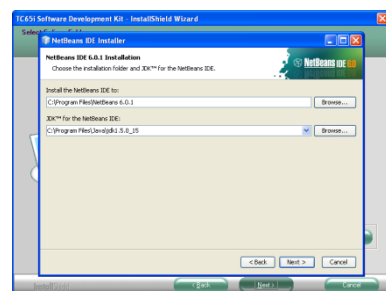 TC65i Software Development Kit - InstallShield Wizard
NetBeans IDE Installer
NetBeans IDE 6.0.1 Installation
Choose the installation folder and JDK™ for the NetBeans IDE.
NetBeans IDE 6.0
Install the NetBeans IDE to:
C:\Program Files\NetBeans 6.0.1
Browse...
JDK™ for the NetBeans IDE:
C:\Program Files\Java\jdk1.5.0_15
Browse...
< Back
Next >
Cancel
InstallShield
< Back
Next >
Cancel